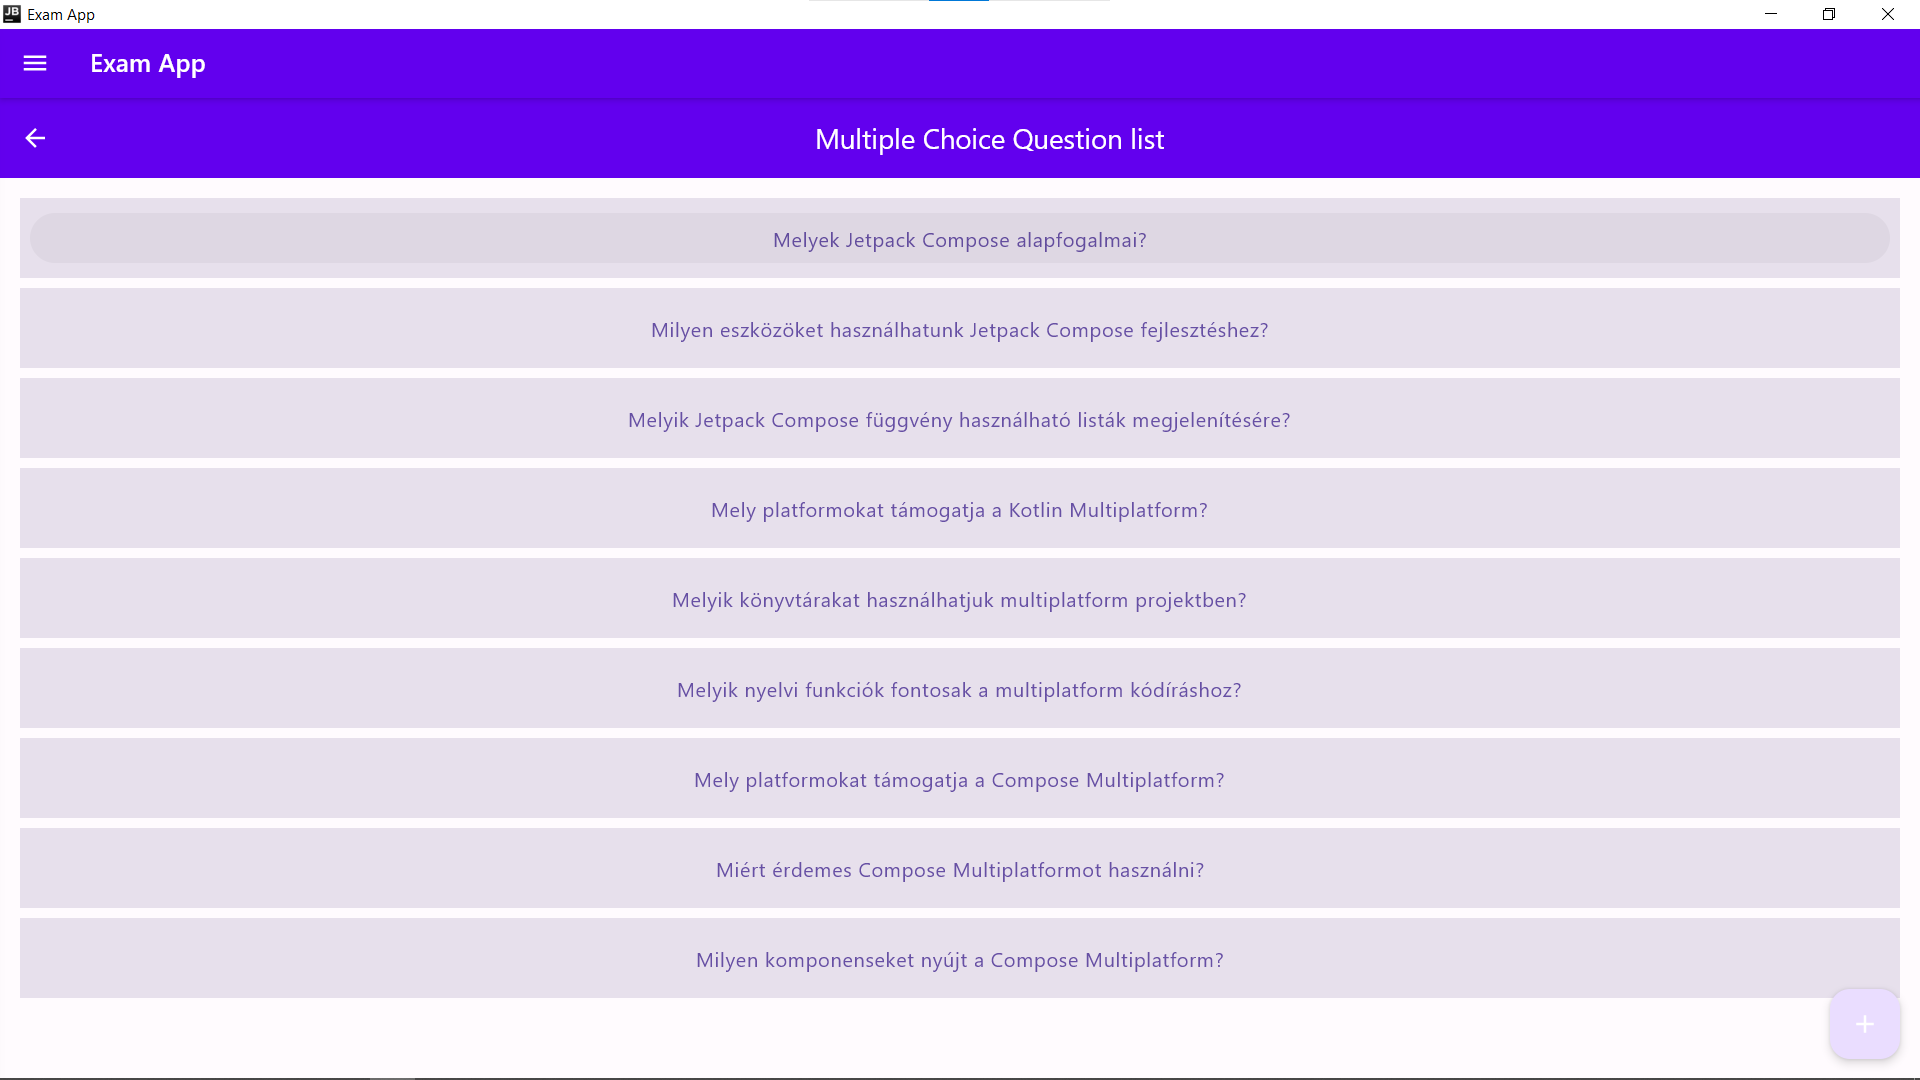 JB Exam App
Exam App
Multiple Choice Question list
Melyek Jetpack Compose alapfogalmai?
Milyen eszközöket használhatunk Jetpack Compose fejlesztéshez?
Melyik Jetpack Compose függvény használható listák megjelenítésére?
Mely platformokat támogatja a Kotlin Multiplatform?
Melyik könyvtárakat használhatjuk multiplatform projektben?
Melyik nyelvi funkciók fontosak a multiplatform kódíráshoz?
Mely platformokat támogatja a Compose Multiplatform?
Miért érdemes Compose Multiplatformot használni?
Milyen komponenseket nyújt a Compose Multiplatform?